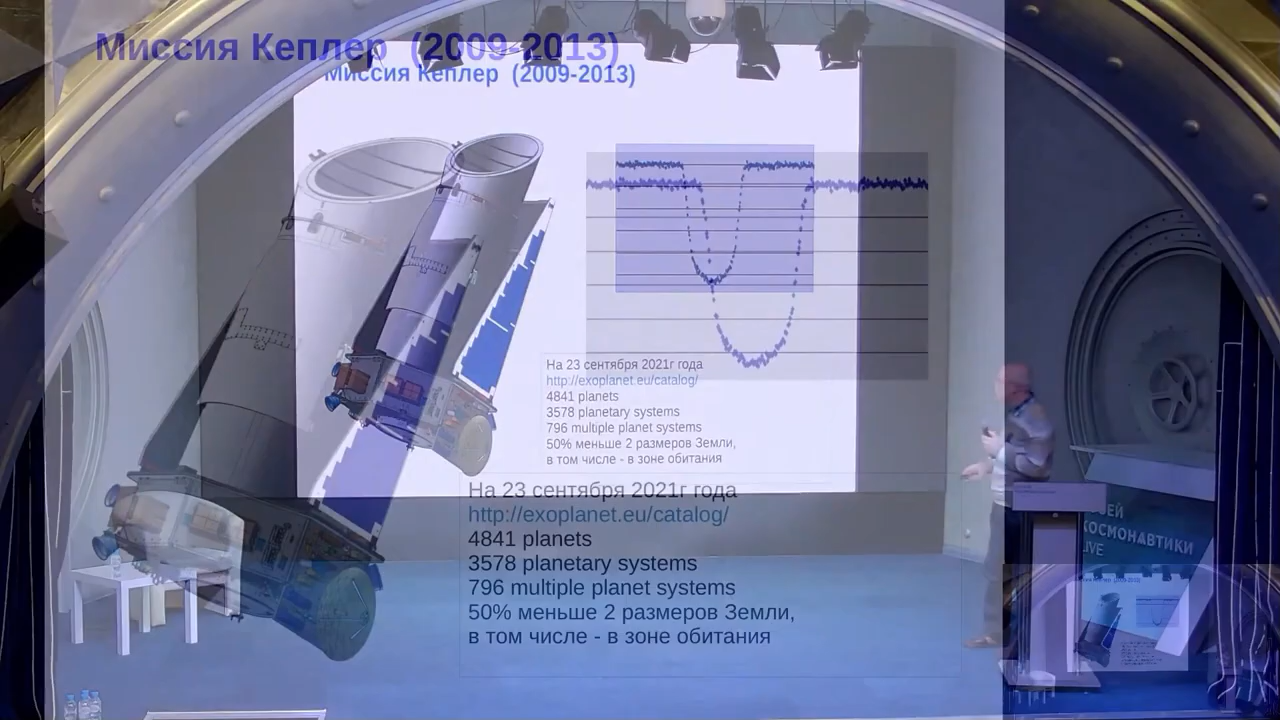 Миссия Кеплер (2009-2013)
Миссия Кеплер (2009-2013)
На 23 сентября 2021г года
http://exoplanet.eu/catalog/
4841 planets
3578 planetary systems
796 multiple planet systems
50% меньше 2 размеров Земли,
в том числе - в зоне обитания
На 23 сентября 2021г года
http://exoplanet.eu/catalog/
4841 planets
3578 planetary systems
796 multiple planet systems
50% меньше 2 размеров Земли,
в том числе - в зоне обитания
КОСМОНАВТИКИ